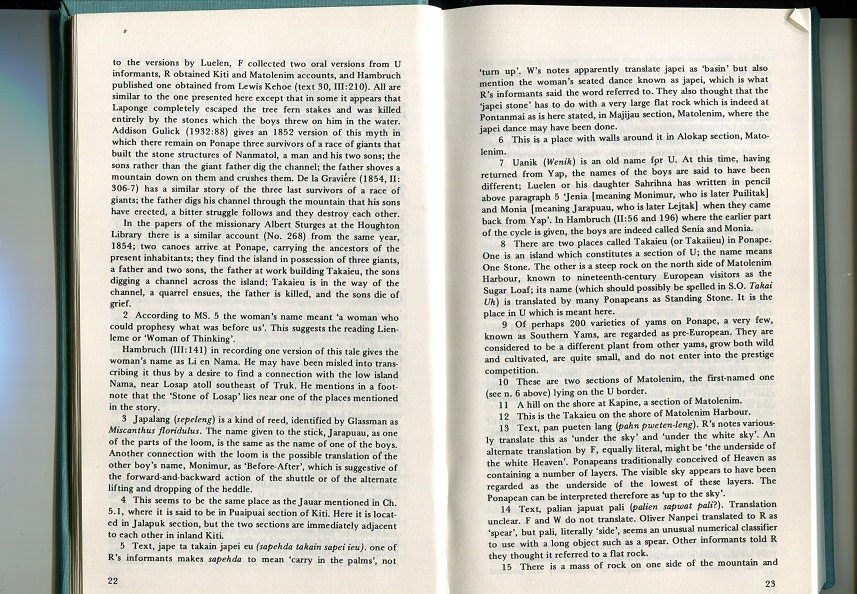 to the versions by Luelen, F collected two oral versions from U
informants, R obtained Kiti and Matolenim accounts, and Hambruch
published one obtained from Lewis Kehoe (text 30, III:210). All are
similar to the one presented here except that in some it appears that
Laponge completely escaped the tree fern stakes and was killed
entirely by the stones which the boys threw on him in the water.
Addison Gulick (1932:88) gives an 1852 version of this myth in
which there remain on Ponape three survivors of a race of giants that
built the stone structures of Nanmatol, a man and his two sons; the
sons rather than the giant father dig the channel; the father shoves a
mountain down on them and crushes them. De la Gravière (1854, II:
306-7) has a similar story of the three last survivors of a race of
giants; the father digs his channel through the mountain that his sons
have erected, a bitter struggle follows and they destroy each other.
In the papers of the missionary Albert Sturges at the Houghton
Library there is a similar account (No. 268) from the same year,
1854; two canoes arrive at Ponape, carrying the ancestors of the
present inhabitants; they find the island in possession of three giants,
a father and two sons, the father at work building Takaieu, the sons
digging a channel across the island; Takaieu is in the way of the
channel, a quarrel ensues, the father is killed, and the sons die of
grief.
2 According to MS. 5 the woman's name meant 'a woman who
could prophesy what was before us'. This suggests the reading Lien-
leme or 'Woman of Thinking'.
Hambruch (III:141) in recording one version of this tale gives the
woman's name as Li en Nama. He may have been misled into trans-
cribing it thus by a desire to find a connection with the low island
Nama, near Losap atoll southeast of Truk. He mentions in a foot-
note that the 'Stone of Losap' lies near one of the places mentioned
in the story.
3 Japalang (sepeleng) is a kind of reed, identified by Glassman as
Miscanthus floridulus. The name given to the stick, Jarapuau, as one
of the parts of the loom, is the same as the name of one of the boys.
Another connection with the loom is the possible translation of the
other boy's name, Monimur, as 'Before-After', which is suggestive of
the forward-and-backward action of the shuttle or of the alternate
lifting and dropping of the heddle.
4 This seems to be the same place as the Jauar mentioned in Ch.
5.1, where it is said to be in Puaipuai section of Kiti. Here it is locat-
ed in Jalapuk section, but the two sections are immediately adjacent
to each other in inland Kiti.
5 Text, jape ta takain japei eu (sapehda takain sapei ieu). one of
R's informants makes sapehda to mean 'carry in the palms', not
22
'turn up'. W's notes apparently translate japei as 'basin' but also
mention the woman's seated dance known as japei, which is what
R's informants said the word referred to. They also thought that the
'japei stone' has to do with a very large flat rock which is indeed at
Pontanmai as is here stated, in Majijau section, Matolenim, where the
japei dance may have been done.
6 This is a place with walls around it in Alokap section, Mato-
lenim.
7 Uanik (Wenik) is an old name for U. At this time, having
returned from Yap, the names of the boys are said to have been
different; Luelen or his daughter Sahrihna has written in pencil
above paragraph 5 'Jenia [meaning Monimur, who is later Puilitak]
and Monia [meaning Jarapuau, who is later Lejtak] when they came
back from Yap'. In Hambruch (II:56 and 196) where the earlier part
of the cycle is given, the boys are indeed called Senia and Monia.
8 There are two places called Takaieu (or Takaiieu) in Ponape.
One is an island which constitutes a section of U; the name means
One Stone. The other is a steep rock on the north side of Matolenim
Harbour, known to nineteenth-century European visitors as the
Sugar Loaf; its name (which should possibly be spelled in S.O. Takai
Uh) is translated by many Ponapeans as Standing Stone. It is the
place in U which is meant here.
9 Of perhaps 200 varieties of yams on Ponape, a very few,
known as Southern Yams, are regarded as pre-European. They are
considered to be a different plant from other yams, grow both wild
and cultivated, are quite small, and do not enter into the prestige
competition.
10 These are two sections of Matolenim, the first-named one
(see n. 6 above) lying on the U border.
11 A hill on the shore at Kapine, a section of Matolenim.
12 This is the Takaieu on the shore of Matolenim Harbour.
13 Text, pan pueten lang (pahn pweten-leng). R's notes various-
ly translate this as 'under the sky' and 'under the white sky'. An
alternate translation by F, equally literal, might be 'the underside of
the white Heaven'. Ponapeans traditionally conceived of Heaven as
containing a number of layers. The visible sky appears to have been
regarded as the underside of the lowest of these layers. The
Ponapean can be interpreted therefore as 'up to the sky'.
14 Text, palian japuat pali (palien sapwat pali?). Translation
unclear. F and W do not translate. Oliver Nanpei translated to R as
'spear', but pali, literally 'side', seems an unusual numerical classifier
to use with a long object such as a spear. Other informants told R
they thought it referred to a flat rock.
15 There is a mass of rock on one side of the mountain and
23